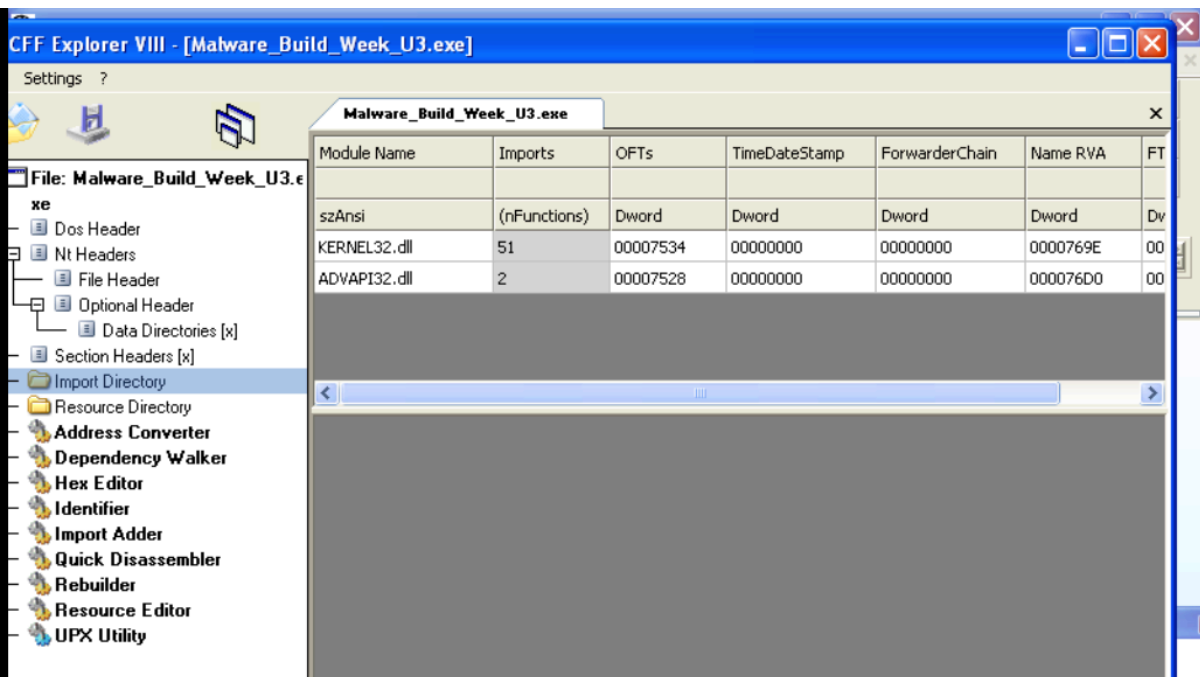 CFF Explorer VIII - [Malware_Build_Week_U3.exe]
Settings ?
Malware_Build_Week_U3.exe
File: Malware_Build_Week_U3.e
xe
Dos Header
Nt Headers
File Header
Optional Header
Data Directories [x]
Section Headers [x]
Import Directory
Resource Directory
Address Converter
Dependency Walker
Hex Editor
Identifier
Import Adder
Quick Disassembler
Rebuilder
Resource Editor
UPX Utility
Module Name Imports OFTs TimeDateStamp ForwarderChain Name RVA FT
szAnsi (nFunctions) Dword Dword Dword Dword Dw
KERNEL32.dll 51 00007534 00000000 00000000 0000769E 00
ADVAPI32.dll 2 00007528 00000000 00000000 000076D0 00